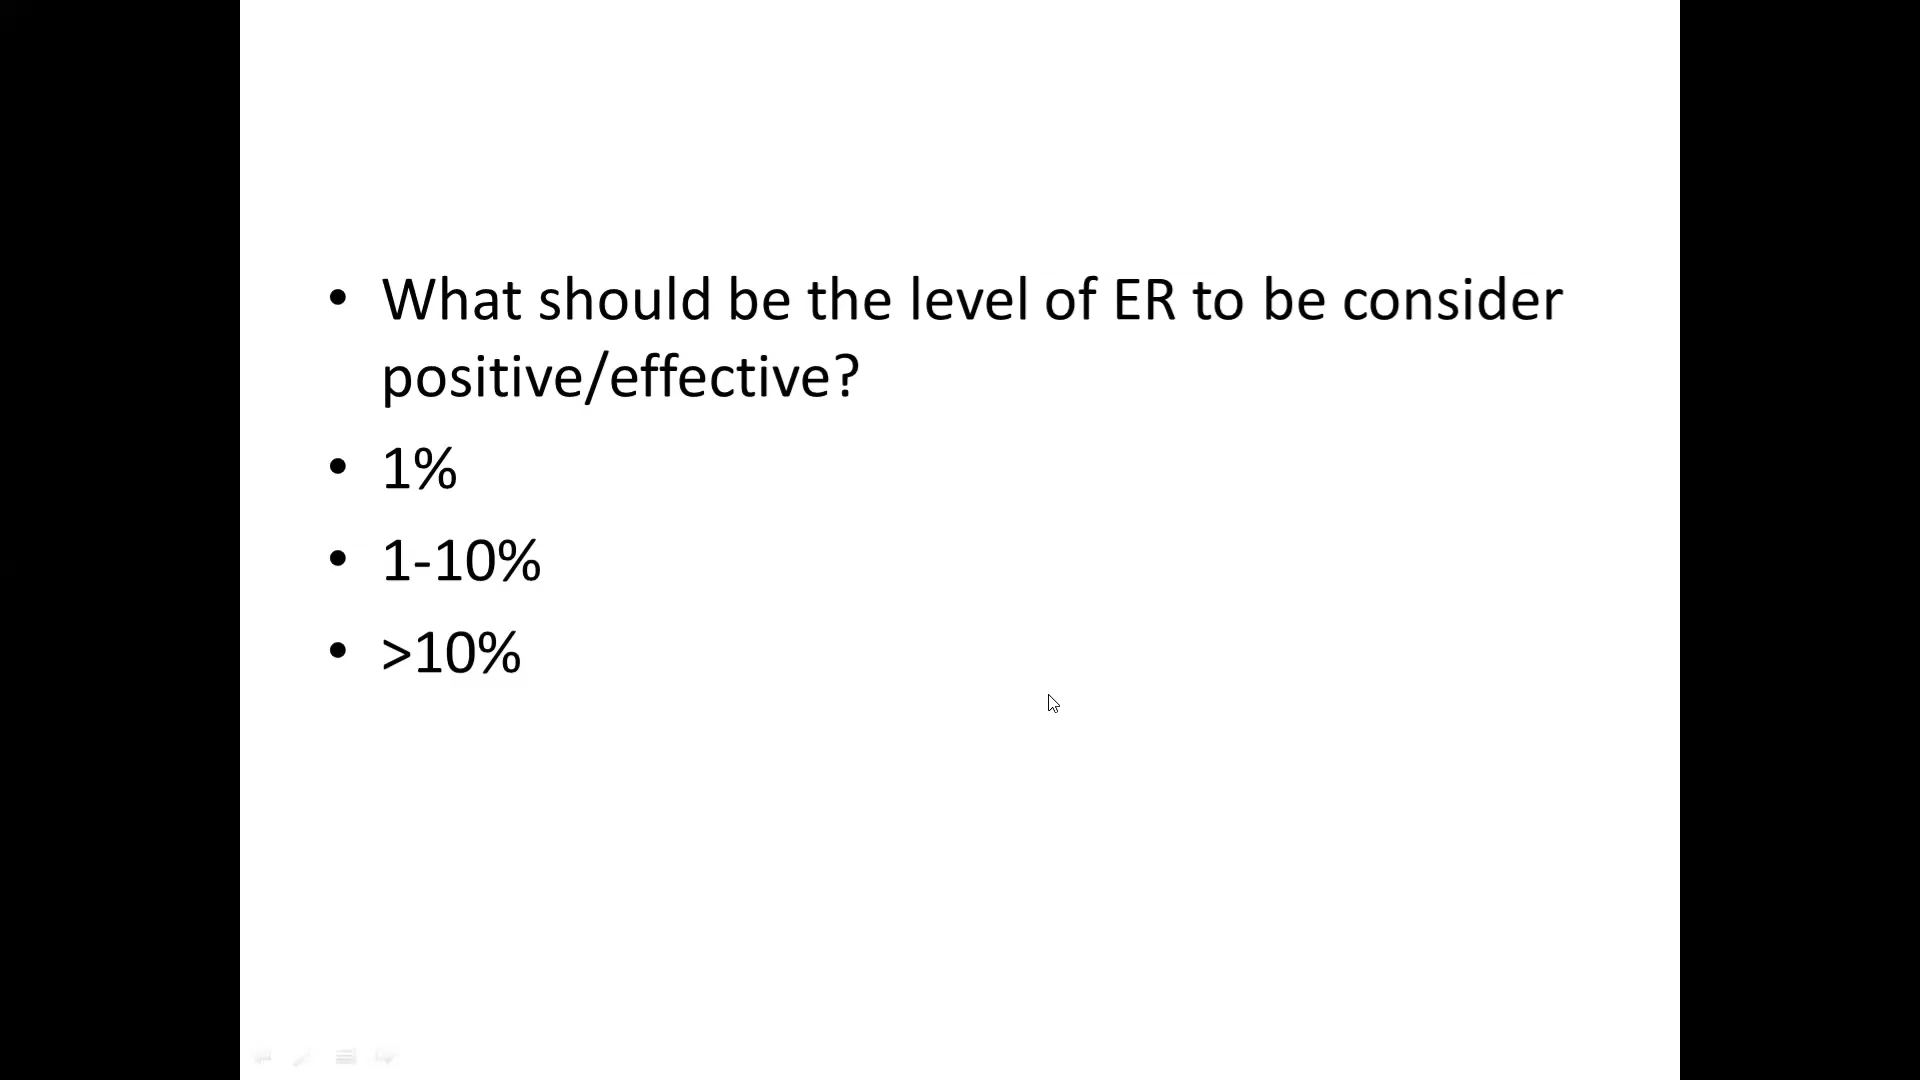 • What should be the level of ER to be consider
positive/effective?
• 1%
• 1-10%
• >10%